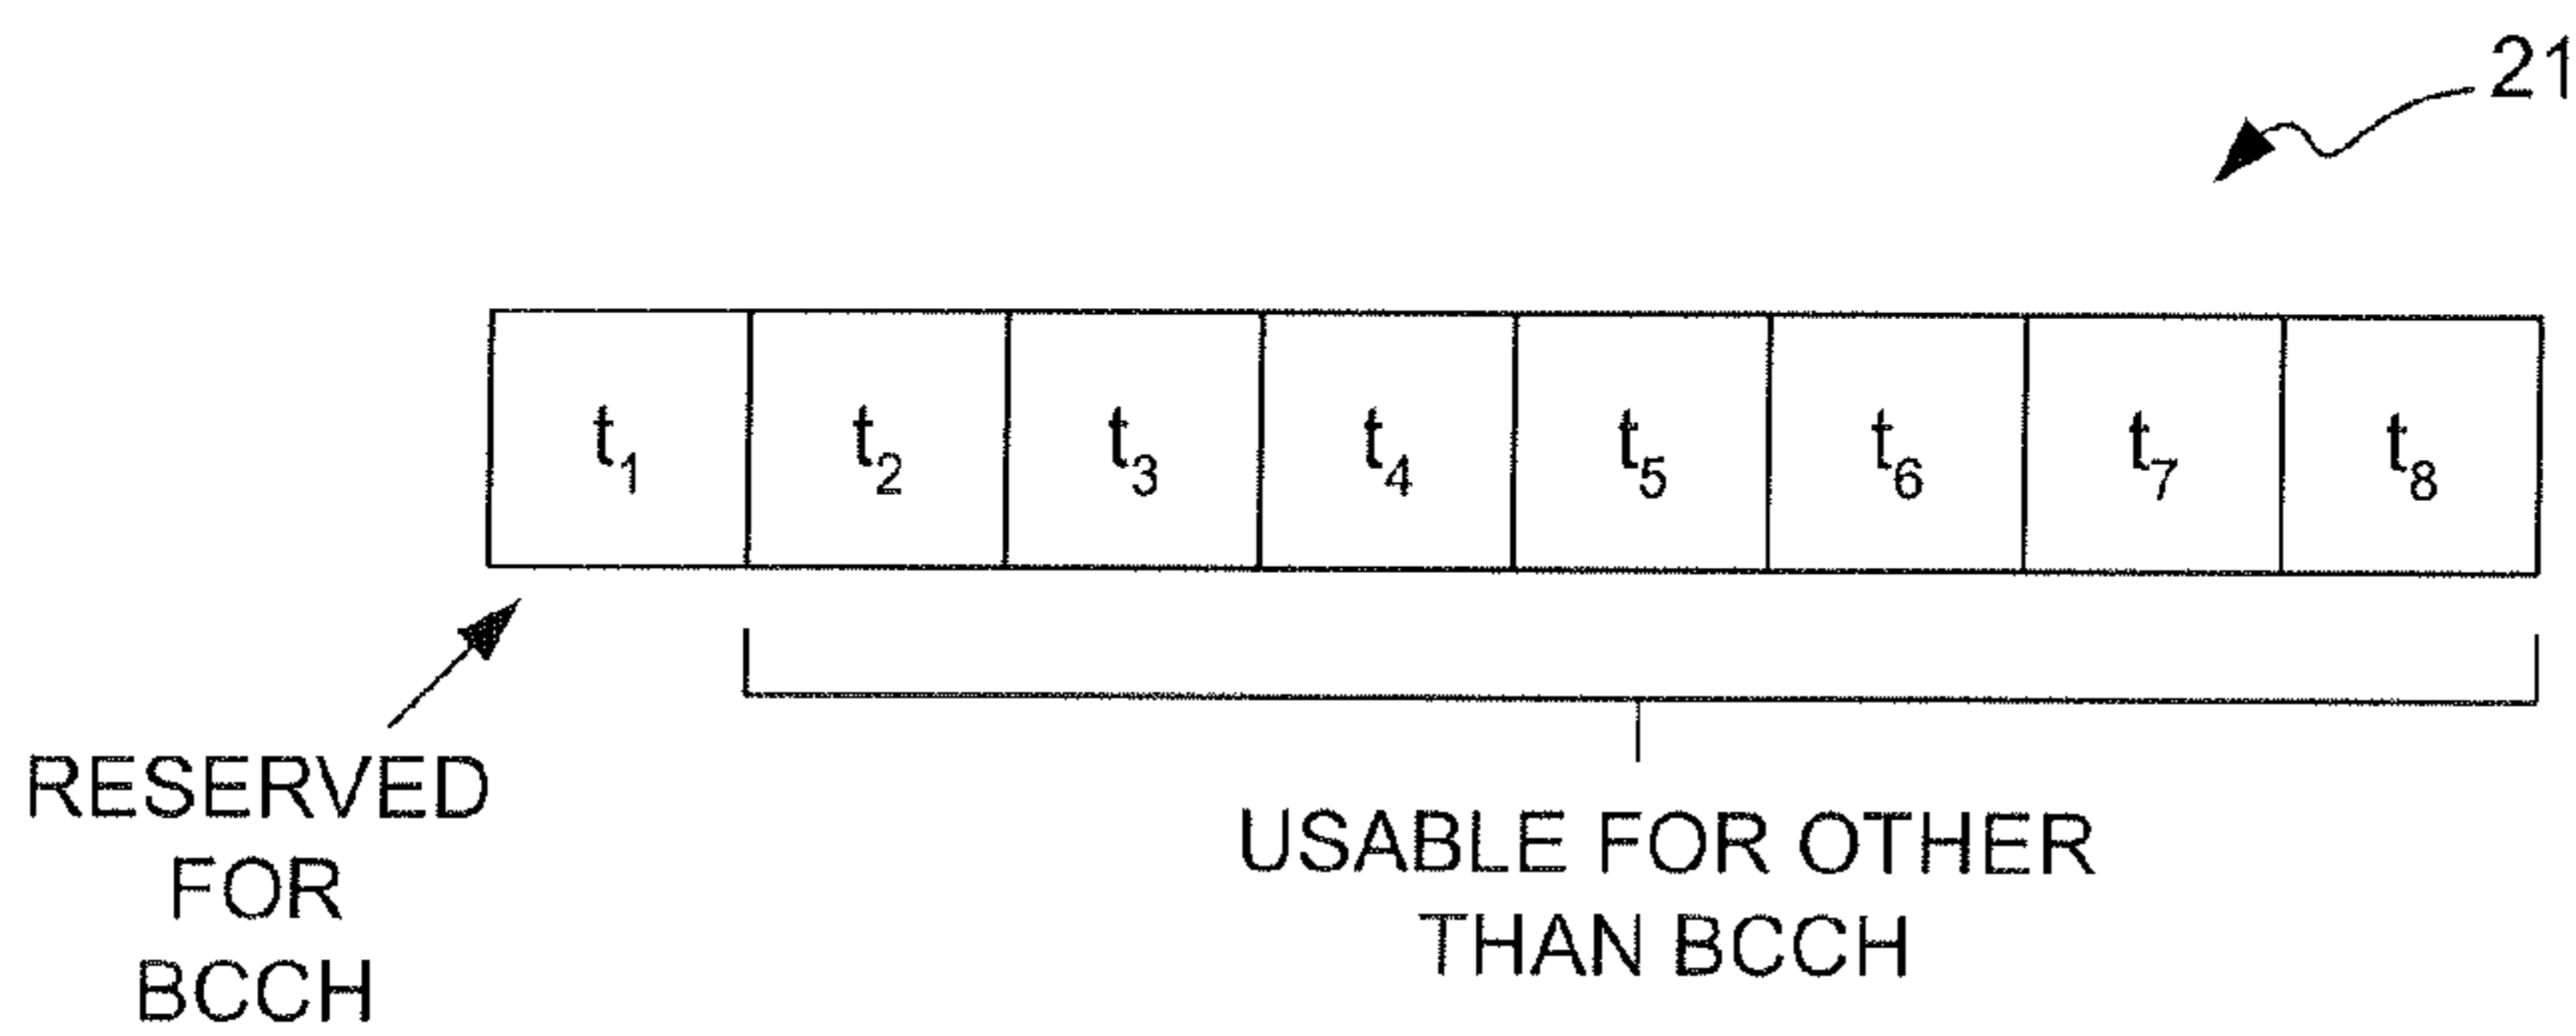 21
t₁ t₂ t₃ t₄ t₅ t₆ t₇ t₈
RESERVED
FOR
BCCH
USABLE FOR OTHER
THAN BCCH